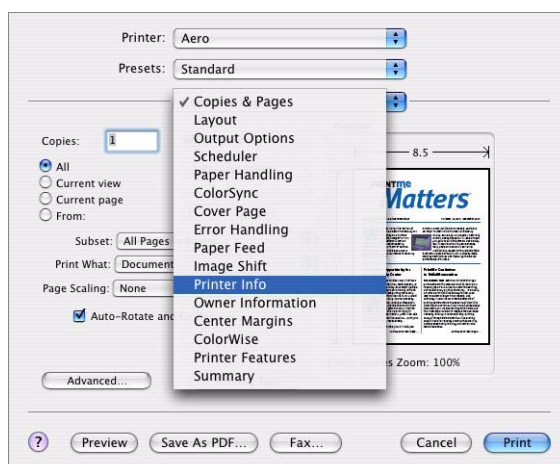 Printer: Aero
Presets: Standard
✓ Copies & Pages
Layout
Output Options
Scheduler
Paper Handling
ColorSync
Cover Page
Error Handling
Paper Feed
Image Shift
Printer Info
Owner Information
Center Margins
ColorWise
Printer Features
Summary
Copies: 1
All
Current view
Current page
From:
Subset: All Pages
Print What: Document
Page Scaling: None
Auto-Rotate and
Advanced...
8.5
Matters
Zoom: 100%
? Preview Save As PDF... Fax... Cancel Print